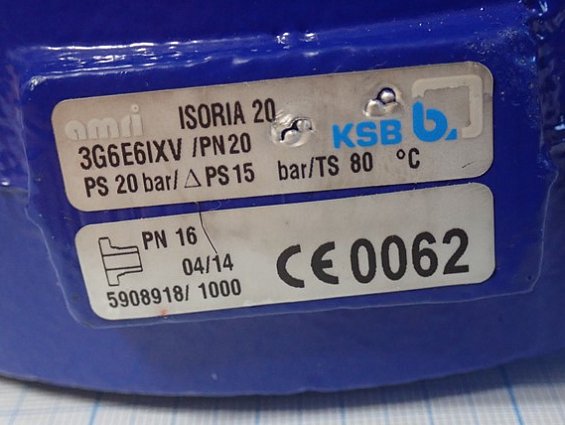 amri ISORIA 20 KSB b.
3G6E6IXV /PN20
PS 20 bar/ △ PS15 bar/TS 80 °C
PN 16
04/14
5908918/ 1000
CE 0062